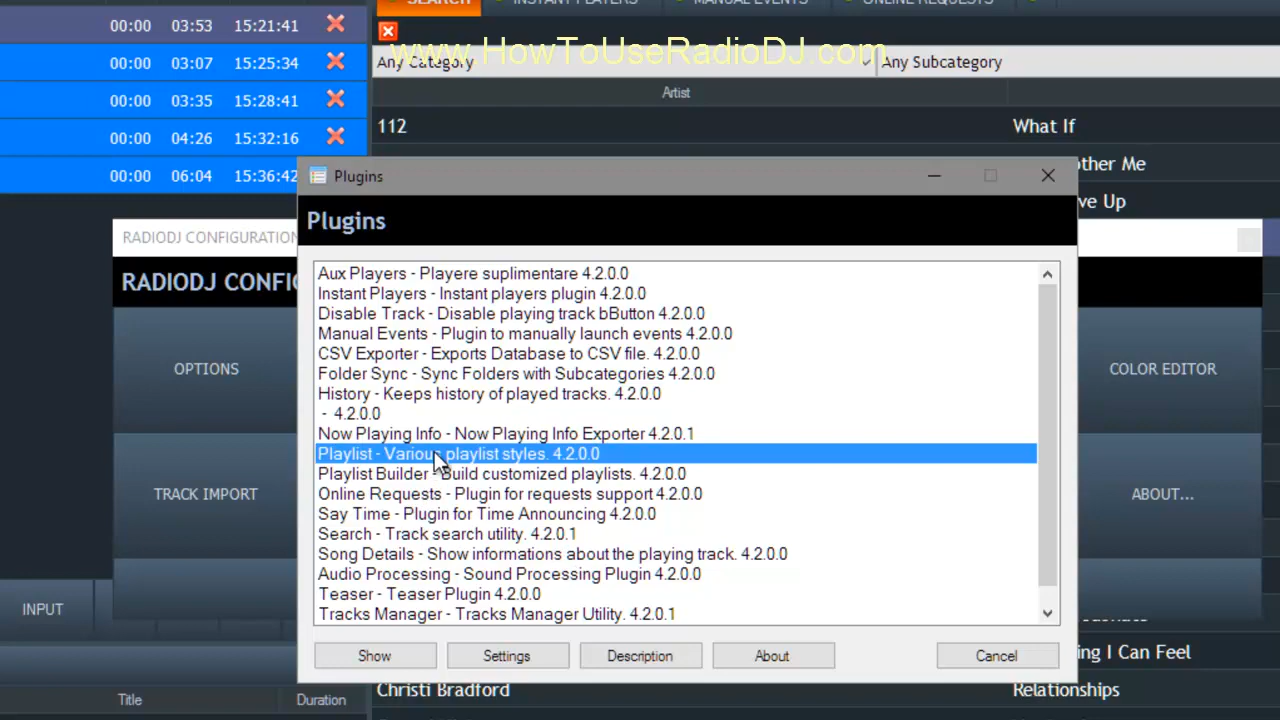 SEARCH
INSTANT PLAYERS
MANUAL EVENTS
ONLINE REQUESTS
00:00 03:53 15:21:41
www.HowToUseRadioDJ.com
00:00 03:07 15:25:34
Any Category
Any Subcategory
00:00 03:35 15:28:41
Artist
00:00 04:26 15:32:16
112
What If
00:00 06:04 15:36:42
Plugins
other Me
ve Up
Plugins
RADIODJ CONFIGURATION
RADIODJ CONFI
Aux Players - Playere suplimentare 4.2.0.0
Instant Players - Instant players plugin 4.2.0.0
Disable Track - Disable playing track bButton 4.2.0.0
Manual Events - Plugin to manually launch events 4.2.0.0
CSV Exporter - Exports Database to CSV file. 4.2.0.0
Folder Sync - Sync Folders with Subcategories 4.2.0.0
History - Keeps history of played tracks. 4.2.0.0
- 4.2.0.0
Now Playing Info - Now Playing Info Exporter 4.2.0.1
Playlist - Various playlist styles. 4.2.0.0
Playlist Builder - Build customized playlists. 4.2.0.0
Online Requests - Plugin for requests support 4.2.0.0
Say Time - Plugin for Time Announcing 4.2.0.0
Search - Track search utility. 4.2.0.1
Song Details - Show informations about the playing track. 4.2.0.0
Audio Processing - Sound Processing Plugin 4.2.0.0
Teaser - Teaser Plugin 4.2.0.0
Tracks Manager - Tracks Manager Utility. 4.2.0.1
OPTIONS
COLOR EDITOR
TRACK IMPORT
ABOUT...
INPUT
Show
Settings
Description
About
Cancel
ing I Can Feel
Title
Duration
Christi Bradford
Relationships